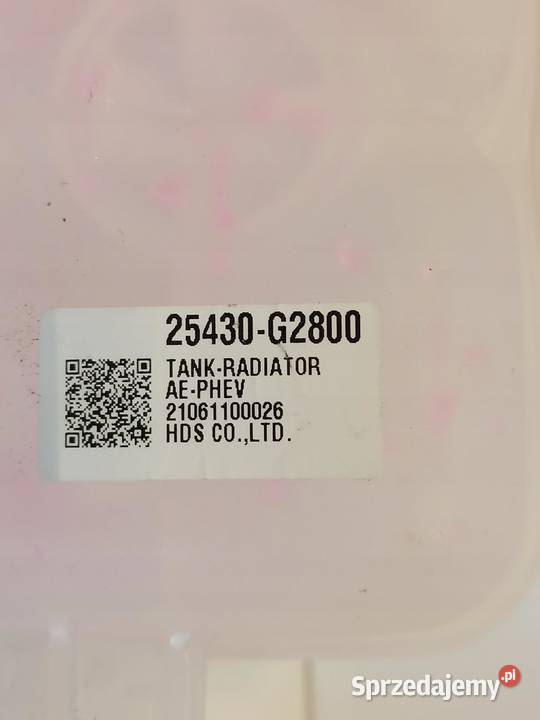 25430-G2800
TANK-RADIATOR
AE-PHEV
21061100026
HDS CO.,LTD.
Sprzedajemy.pl